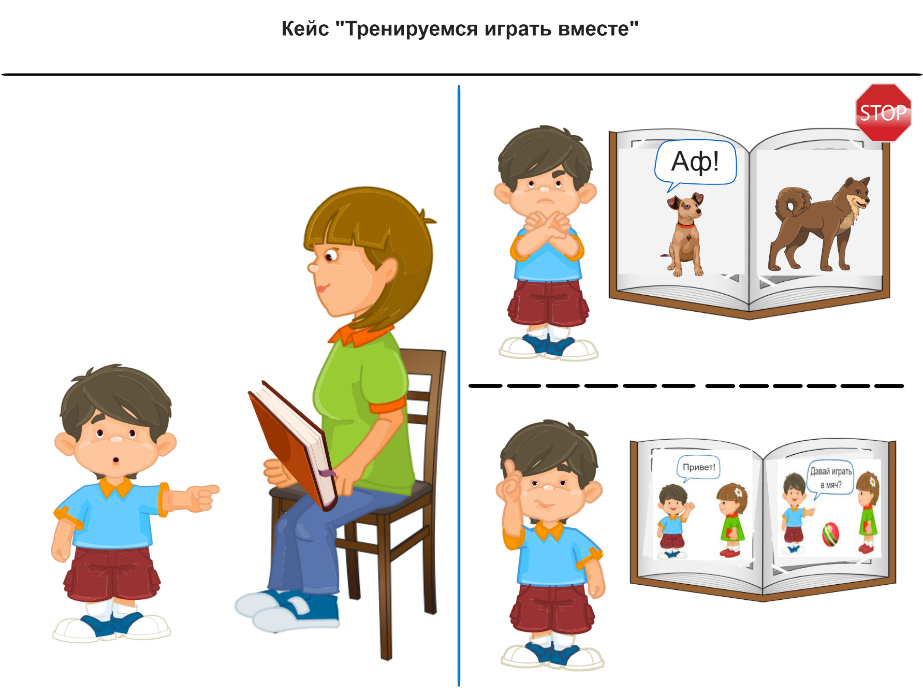 Кейс "Тренируемся играть вместе"
STOP
Аф!
Привет!
Давай играть
в мяч?